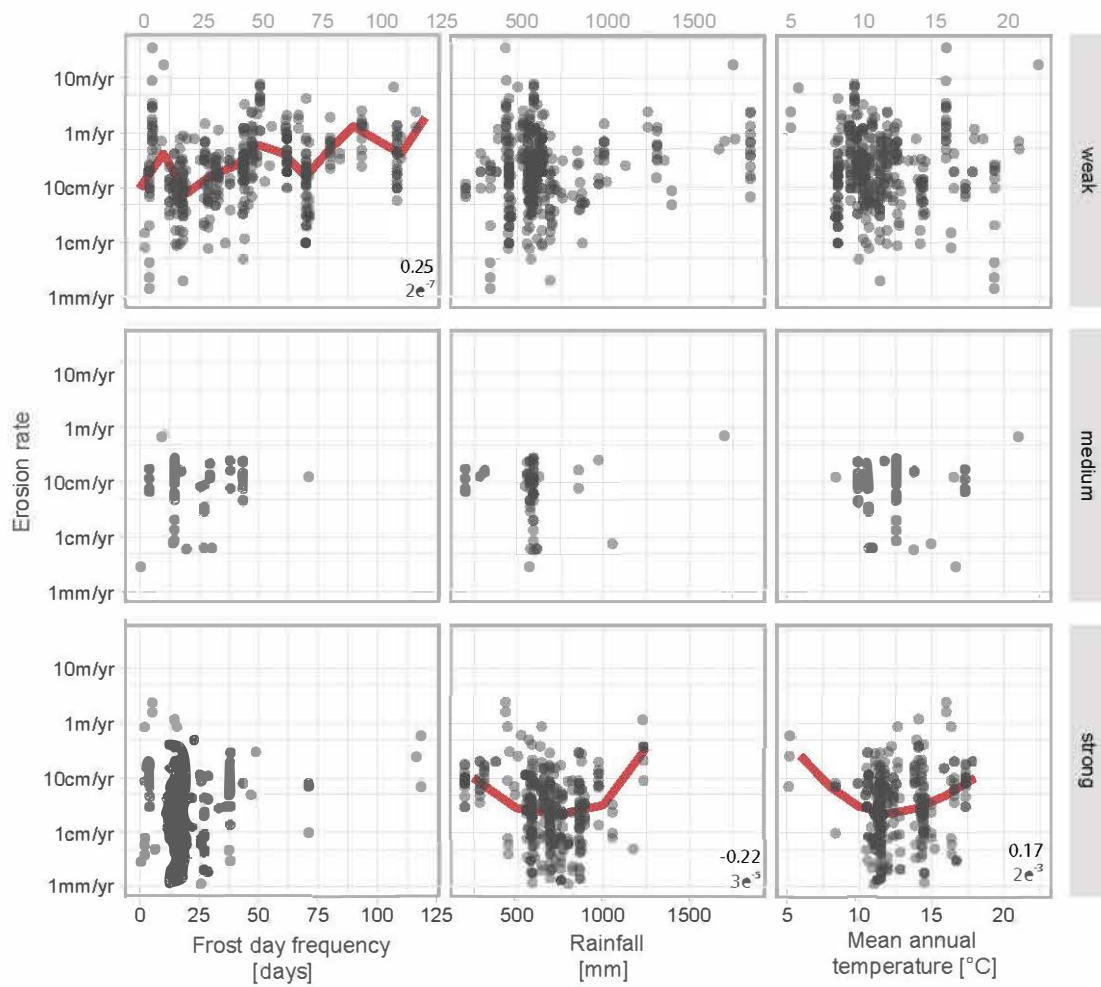 0 25 50 75 100 125 500 1000 1500 5 10 15 20
10m/yr
1m/yr
10cm/yr
1cm/yr
1mm/yr
0.25
2e-7
weak
10m/yr
1m/yr
10cm/yr
1cm/yr
1mm/yr
medium
Erosion rate
10m/yr
1m/yr
10cm/yr
1cm/yr
1mm/yr
-0.22
3e-5
0.17
2e-3
strong
0 25 50 75 100 125 500 1000 1500 5 10 15 20
Frost day frequency
[days]
Rainfall
[mm]
Mean annual
temperature [°C]